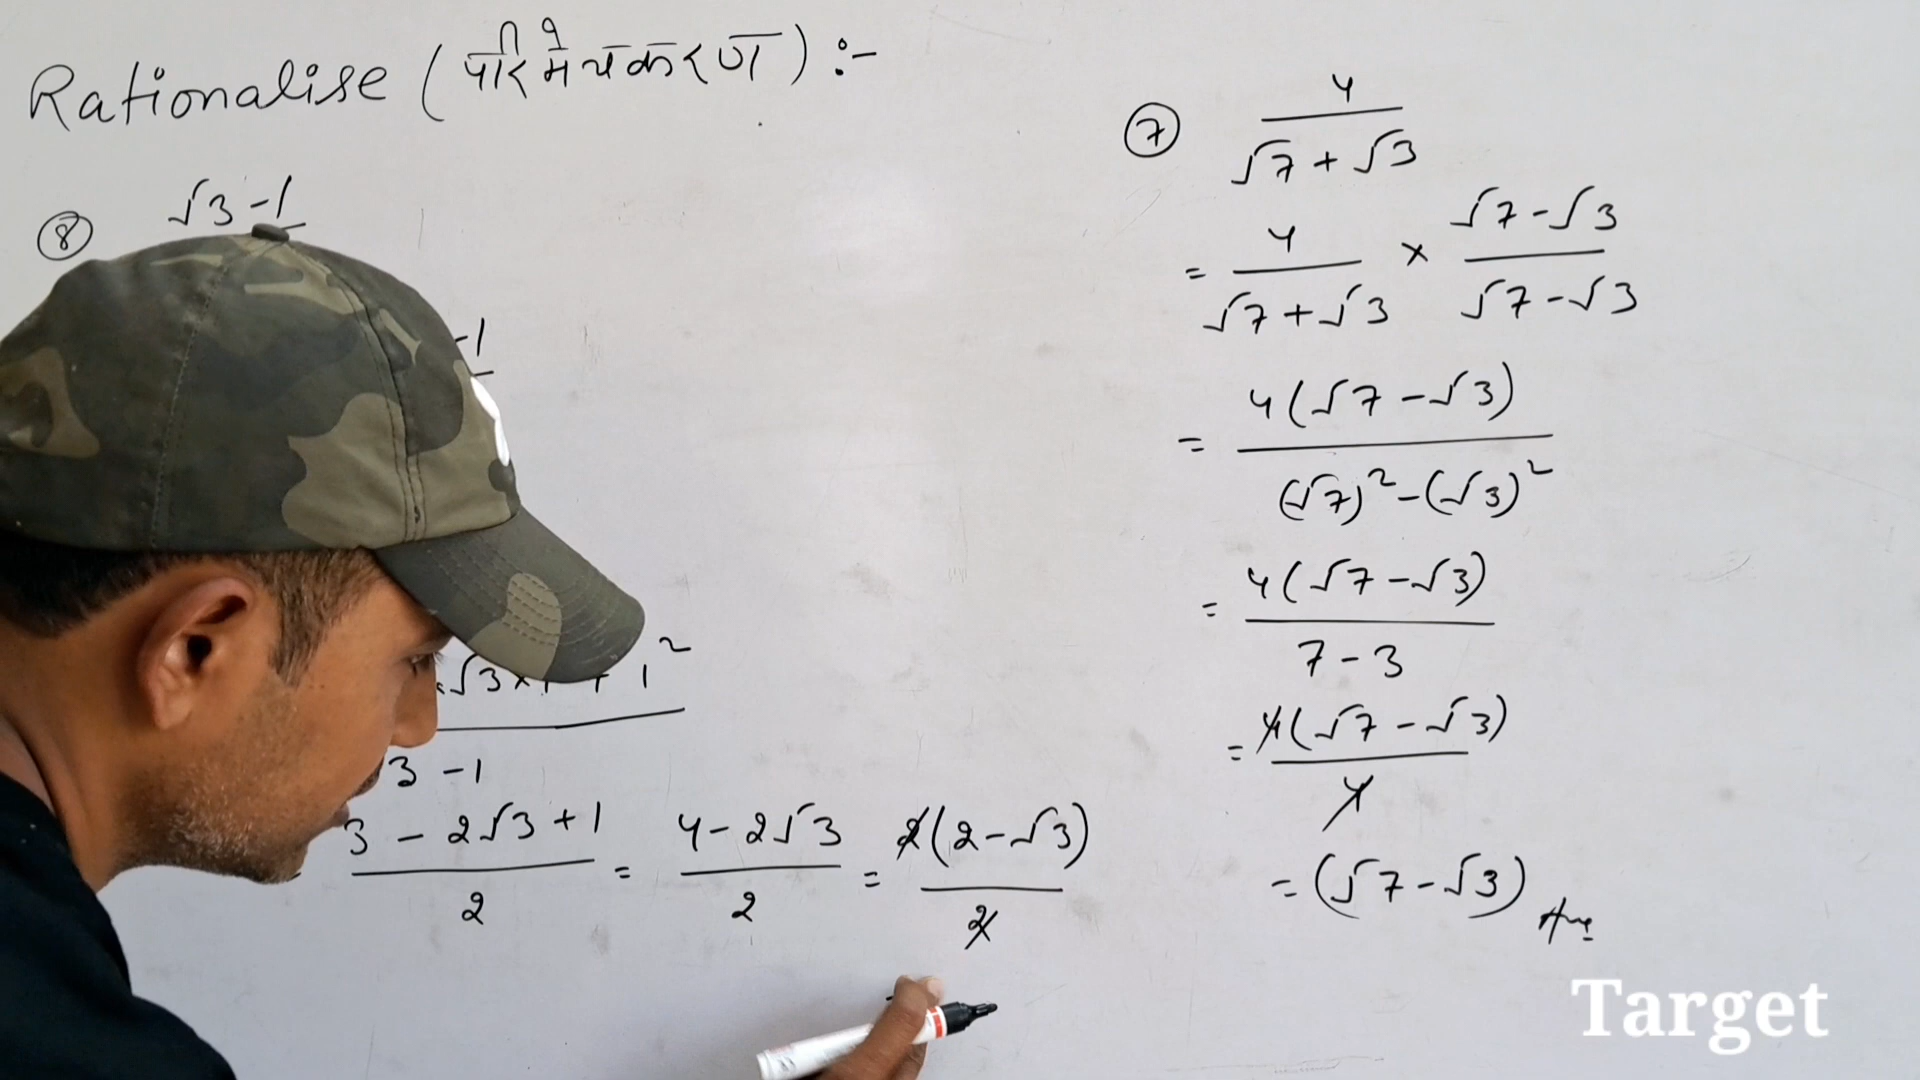 Rationalise (परिमेयकरण) :-
⑧ √3 -1
-1
√3×1 + 1²
3 -1
3 - 2√3 + 1 / 2 = 4 - 2√3 / 2 = 2(2 - √3) / 2
⑦ 4 / √7 + √3
= 4 / √7 + √3 × √7 - √3 / √7 - √3
= 4(√7 - √3) / (√7)² - (√3)²
= 4(√7 - √3) / 7 - 3
= 4(√7 - √3) / 4
= (√7 - √3) Ans
Target